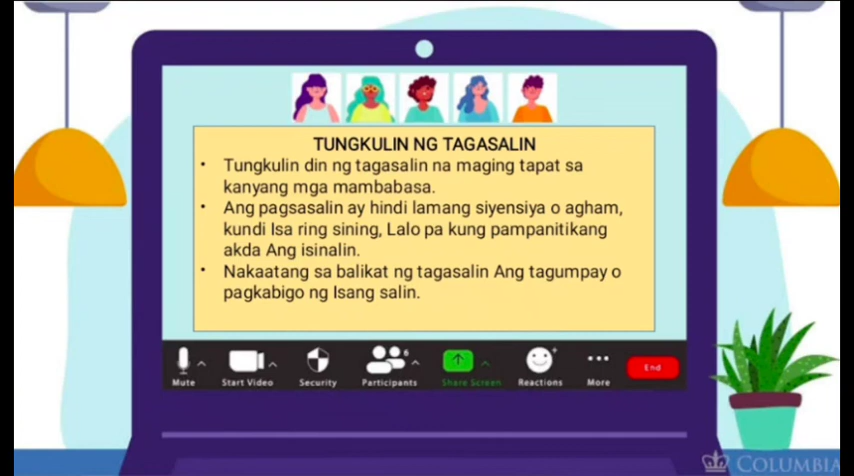 TUNGKULIN NG TAGASALIN
• Tungkulin din ng tagasalin na maging tapat sa
kanyang mga mambabasa.
• Ang pagsasalin ay hindi lamang siyensiya o agham,
kundi Isa ring sining, Lalo pa kung pampanitikang
akda Ang isinalin.
• Nakaatang sa balikat ng tagasalin Ang tagumpay o
pagkabigo ng Isang salin.
6
Mute Start Video Security Participants Share Screen Reactions More End
COLUMBIA